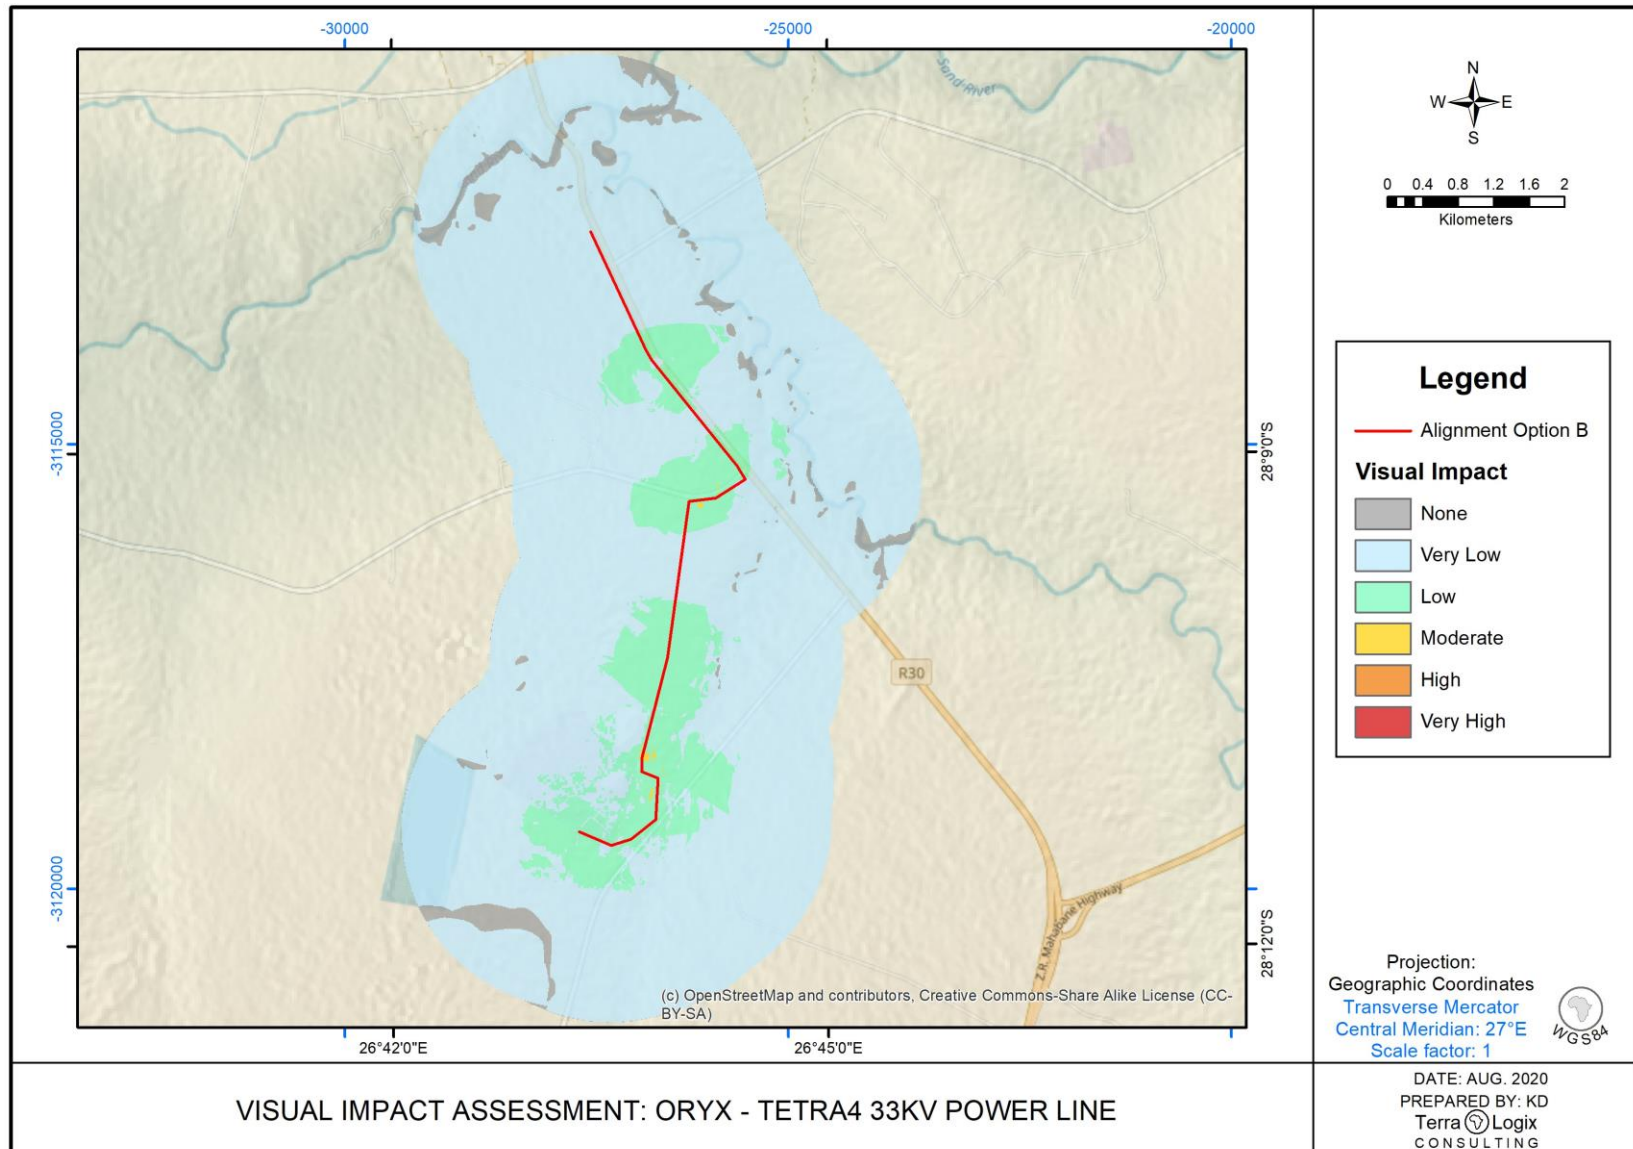 -30000
-25000
-20000
Sand-River
-3115000
28°9'0"S
R30
-3120000
28°12'0"S
Z.R. Mahabane Highway
(c) OpenStreetMap and contributors, Creative Commons-Share Alike License (CC-
BY-SA)
26°42'0"E
26°45'0"E
N
W E
S
0 0.4 0.8 1.2 1.6 2
Kilometers
Legend
Alignment Option B
Visual Impact
None
Very Low
Low
Moderate
High
Very High
Projection:
Geographic Coordinates
Transverse Mercator
Central Meridian: 27°E
Scale factor: 1
WGS84
VISUAL IMPACT ASSESSMENT: ORYX - TETRA4 33KV POWER LINE
DATE: AUG. 2020
PREPARED BY: KD
Terra Logix
CONSULTING